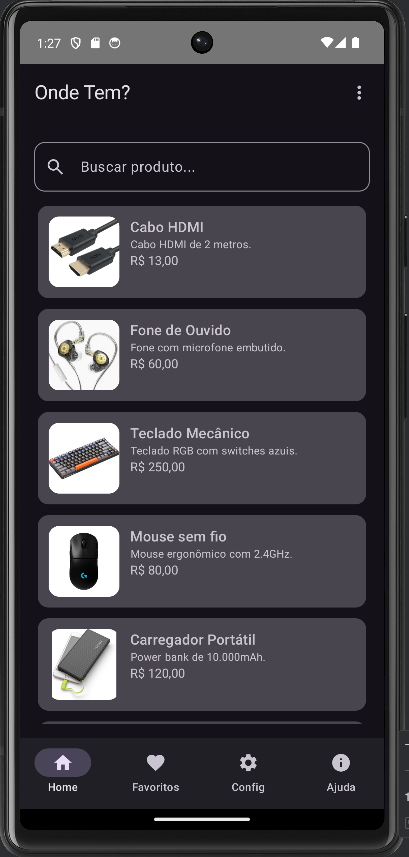 1:27
Onde Tem?
Buscar produto...
Cabo HDMI
Cabo HDMI de 2 metros.
R$ 13,00
Fone de Ouvido
Fone com microfone embutido.
R$ 60,00
Teclado Mecânico
Teclado RGB com switches azuis.
R$ 250,00
Mouse sem fio
Mouse ergonômico com 2.4GHz.
R$ 80,00
Carregador Portátil
Power bank de 10.000mAh.
R$ 120,00
Home Favoritos Config Ajuda